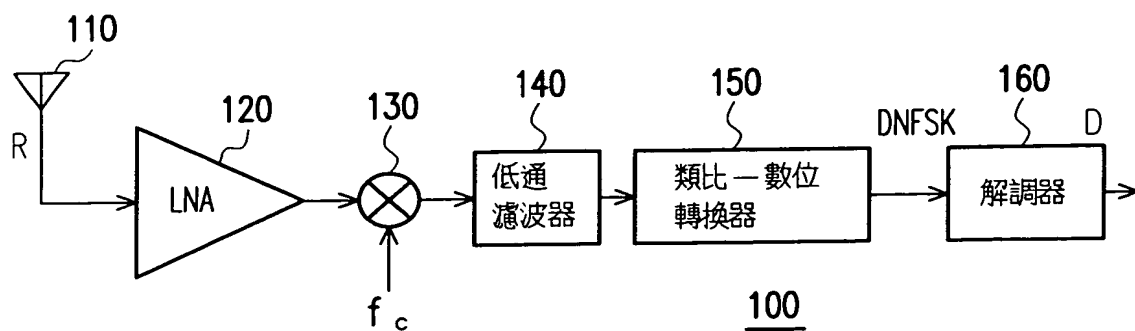 110
120
130
140
150
160
R
LNA
低通
濾波器
類比一數位
轉換器
DNFSK
解調器
D
f c
100